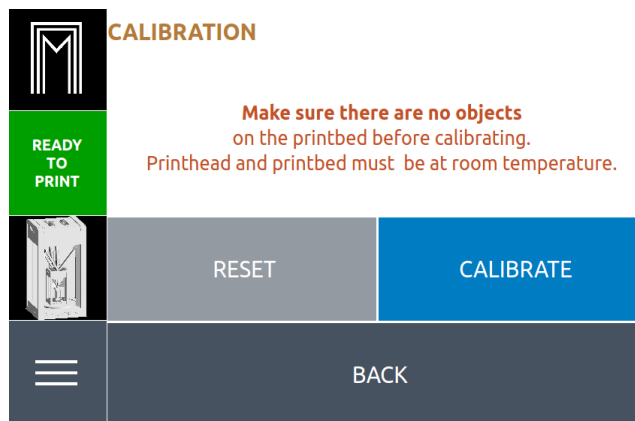 CALIBRATION
READY
TO
PRINT
Make sure there are no objects
on the printbed before calibrating.
Printhead and printbed must  be at room temperature.
RESET
CALIBRATE
BACK